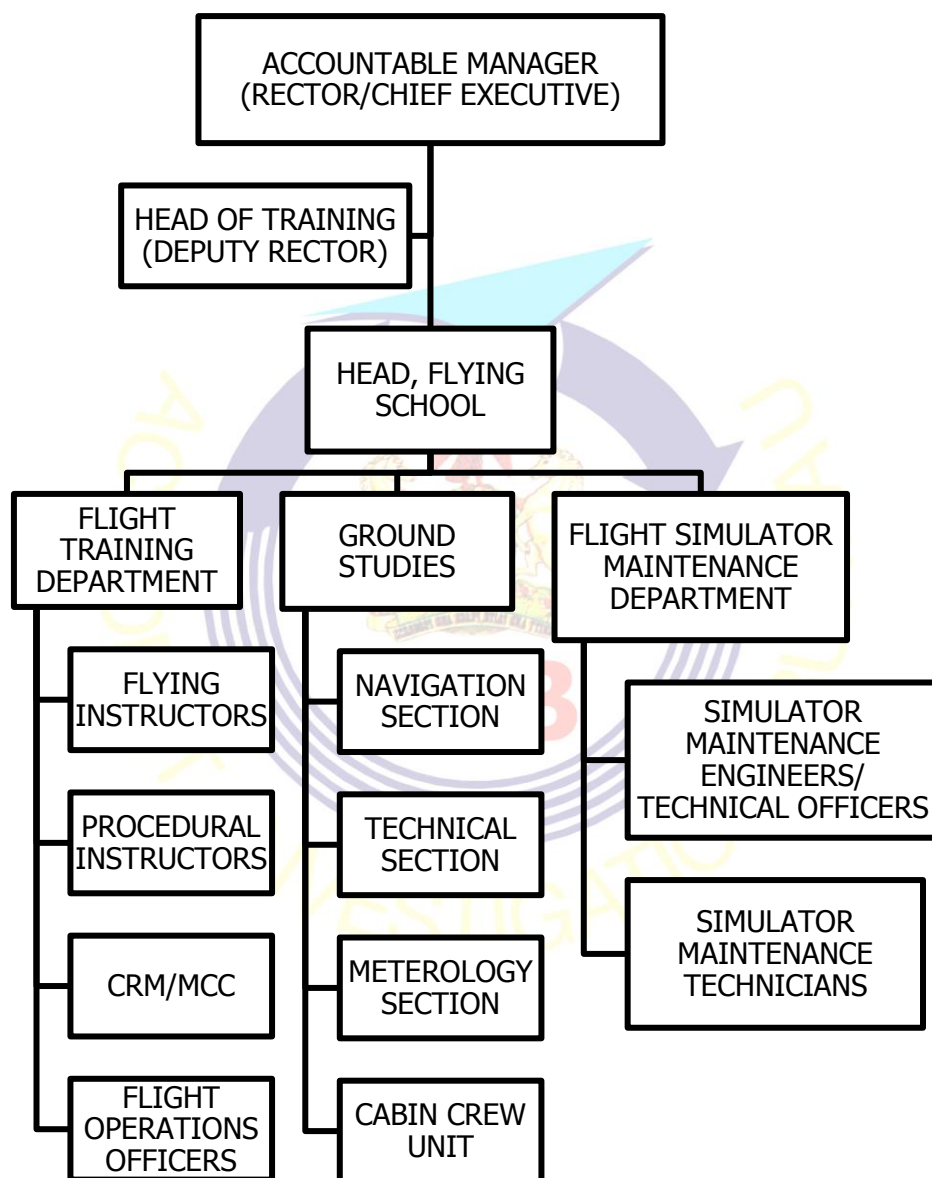 ACCOUNTABLE MANAGER
(RECTOR/CHIEF EXECUTIVE)
HEAD OF TRAINING
(DEPUTY RECTOR)
HEAD, FLYING
SCHOOL
FLIGHT
TRAINING
DEPARTMENT
GROUND
STUDIES
FLIGHT SIMULATOR
MAINTENANCE
DEPARTMENT
FLYING
INSTRUCTORS
PROCEDURAL
INSTRUCTORS
CRM/MCC
FLIGHT
OPERATIONS
OFFICERS
NAVIGATION
SECTION
TECHNICAL
SECTION
METEROLOGY
SECTION
CABIN CREW
UNIT
SIMULATOR
MAINTENANCE
ENGINEERS/
TECHNICAL OFFICERS
SIMULATOR
MAINTENANCE
TECHNICIANS